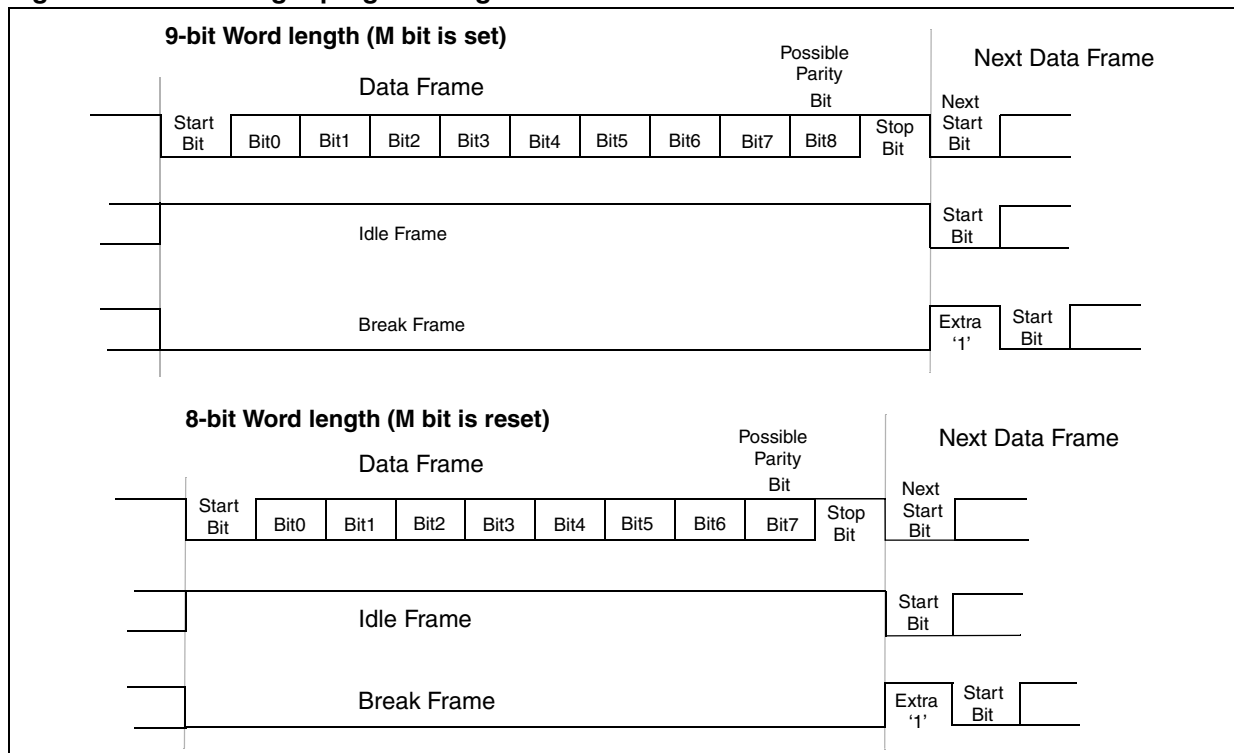 9-bit Word length (M bit is set)
Possible Parity Bit
Next Data Frame
Data Frame
Start Bit
Bit0
Bit1
Bit2
Bit3
Bit4
Bit5
Bit6
Bit7
Bit8
Stop Bit
Next Start Bit
Idle Frame
Start Bit
Break Frame
Extra ‘1’
Start Bit
8-bit Word length (M bit is reset)
Possible Parity Bit
Next Data Frame
Data Frame
Start Bit
Bit0
Bit1
Bit2
Bit3
Bit4
Bit5
Bit6
Bit7
Stop Bit
Next Start Bit
Idle Frame
Start Bit
Break Frame
Extra ‘1’
Start Bit